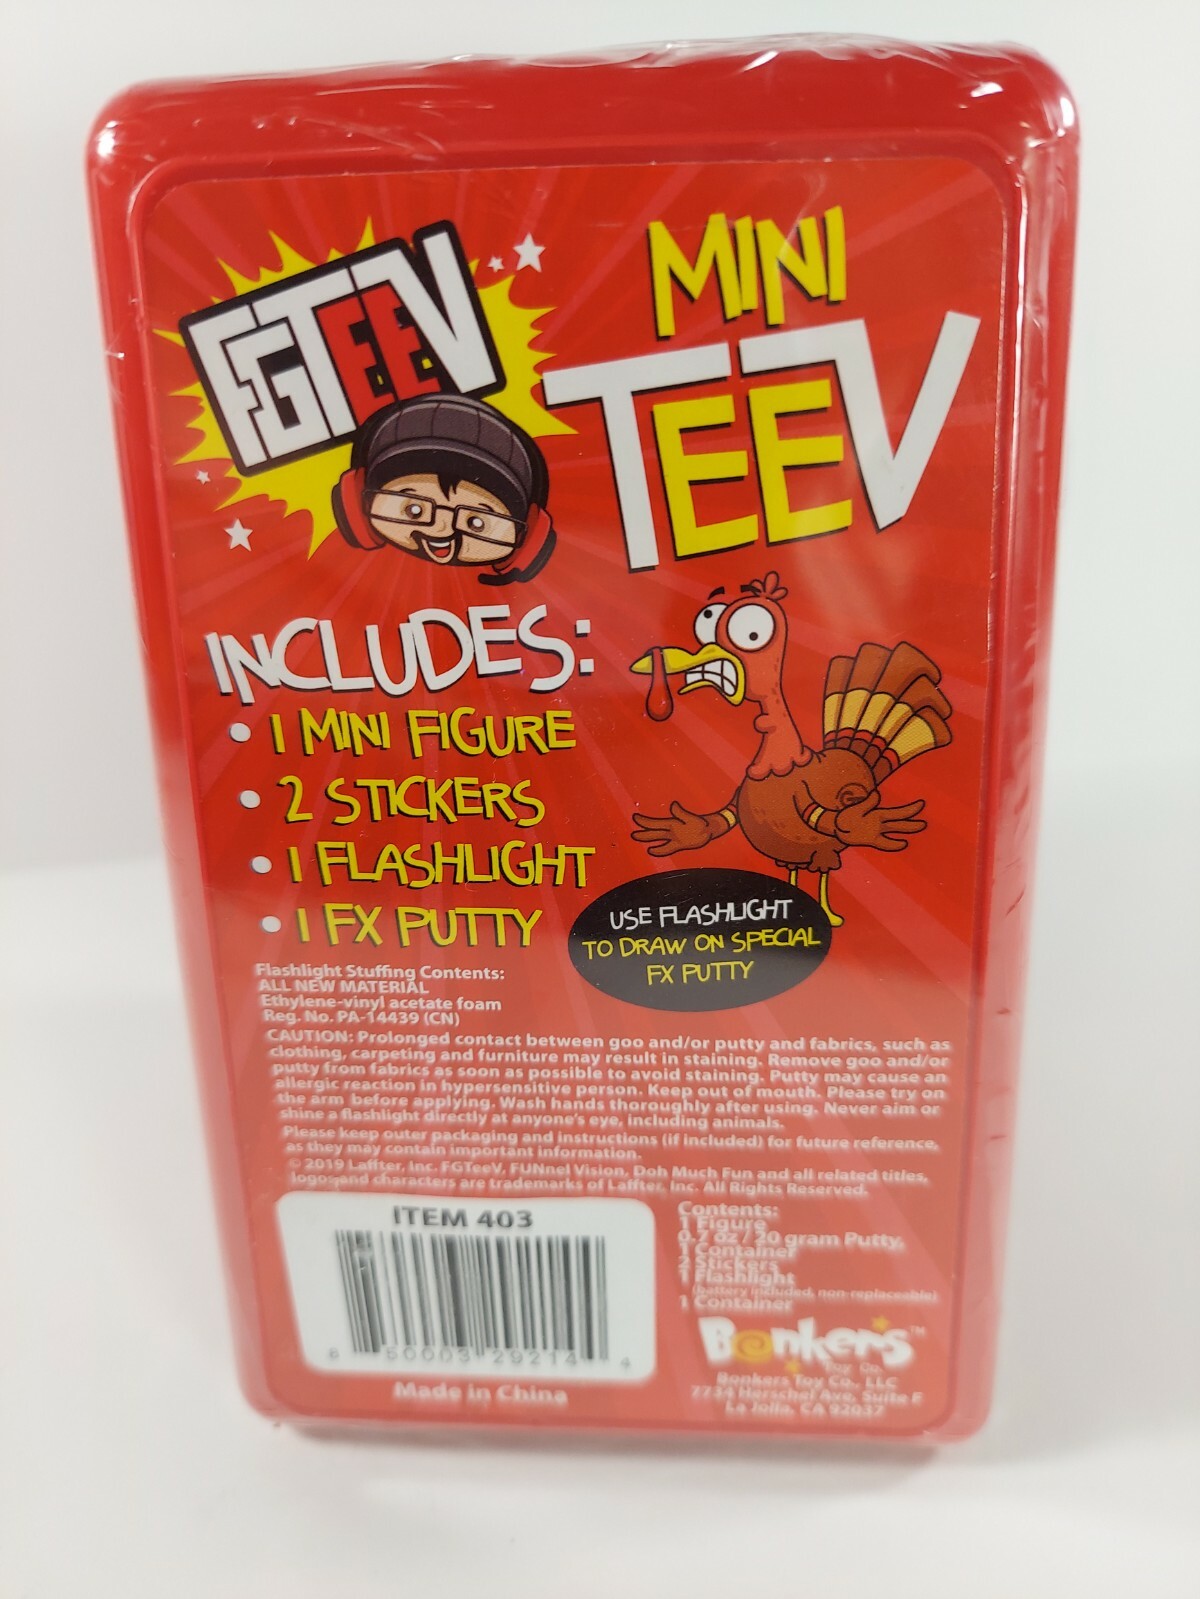 FGTEEV
MINI
TEEV
INCLUDES:
• 1 MINI FIGURE
• 2 STICKERS
• 1 FLASHLIGHT
• 1 FX PUTTY
USE FLASHLIGHT
TO DRAW ON SPECIAL
FX PUTTY
Flashlight Stuffing Contents:
ALL NEW MATERIAL
Ethylene-vinyl acetate foam
Reg. No. PA-14439 (CN)
CAUTION: Prolonged contact between goo and/or putty and fabrics, such as
clothing, carpeting and furniture may result in staining. Remove goo and/or
putty from fabrics as soon as possible to avoid staining. Putty may cause an
allergic reaction in hypersensitive person. Keep out of mouth. Please try on
the arm before applying. Wash hands thoroughly after using. Never aim or
shine a flashlight directly at anyone's eye, including animals.
Please keep outer packaging and instructions (if included) for future reference,
as they may contain important information.
© 2019 Laffter, Inc. FGTeeV, FUNnel Vision, Doh Much Fun and all related titles,
logos and characters are trademarks of Laffter, Inc. All Rights Reserved.
ITEM 403
8 50003 29214 4
Made in China
Contents:
1 Figure
0.7 oz / 20 gram Putty,
1 Container
2 Stickers
1 Flashlight
(battery included, non-replaceable)
1 Container
Bonkers™
Toy Co.
Bonkers Toy Co., LLC
7734 Herschel Ave, Suite F
La Jolla, CA 92037